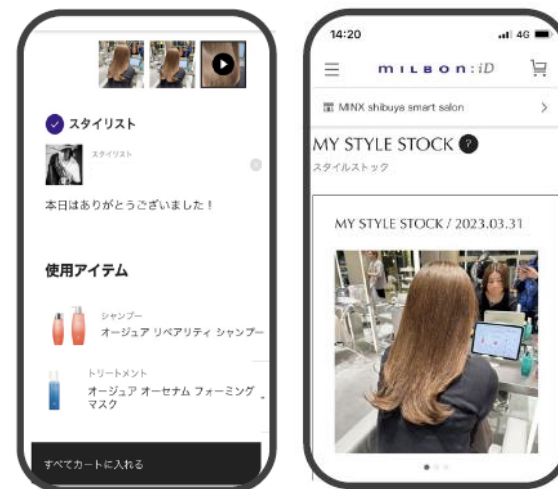 スタイリスト
スタイリスト
本日はありがとうございました！
使用アイテム
シャンプー
オージュア リペアリティ シャンプー
トリートメント
オージュア オーセナム フォーミング
マスク
すべてカートに入れる
14:20
4G
MILBON:iD
MINX shibuya smart salon
MY STYLE STOCK ?
スタイルストック
MY STYLE STOCK / 2023.03.31